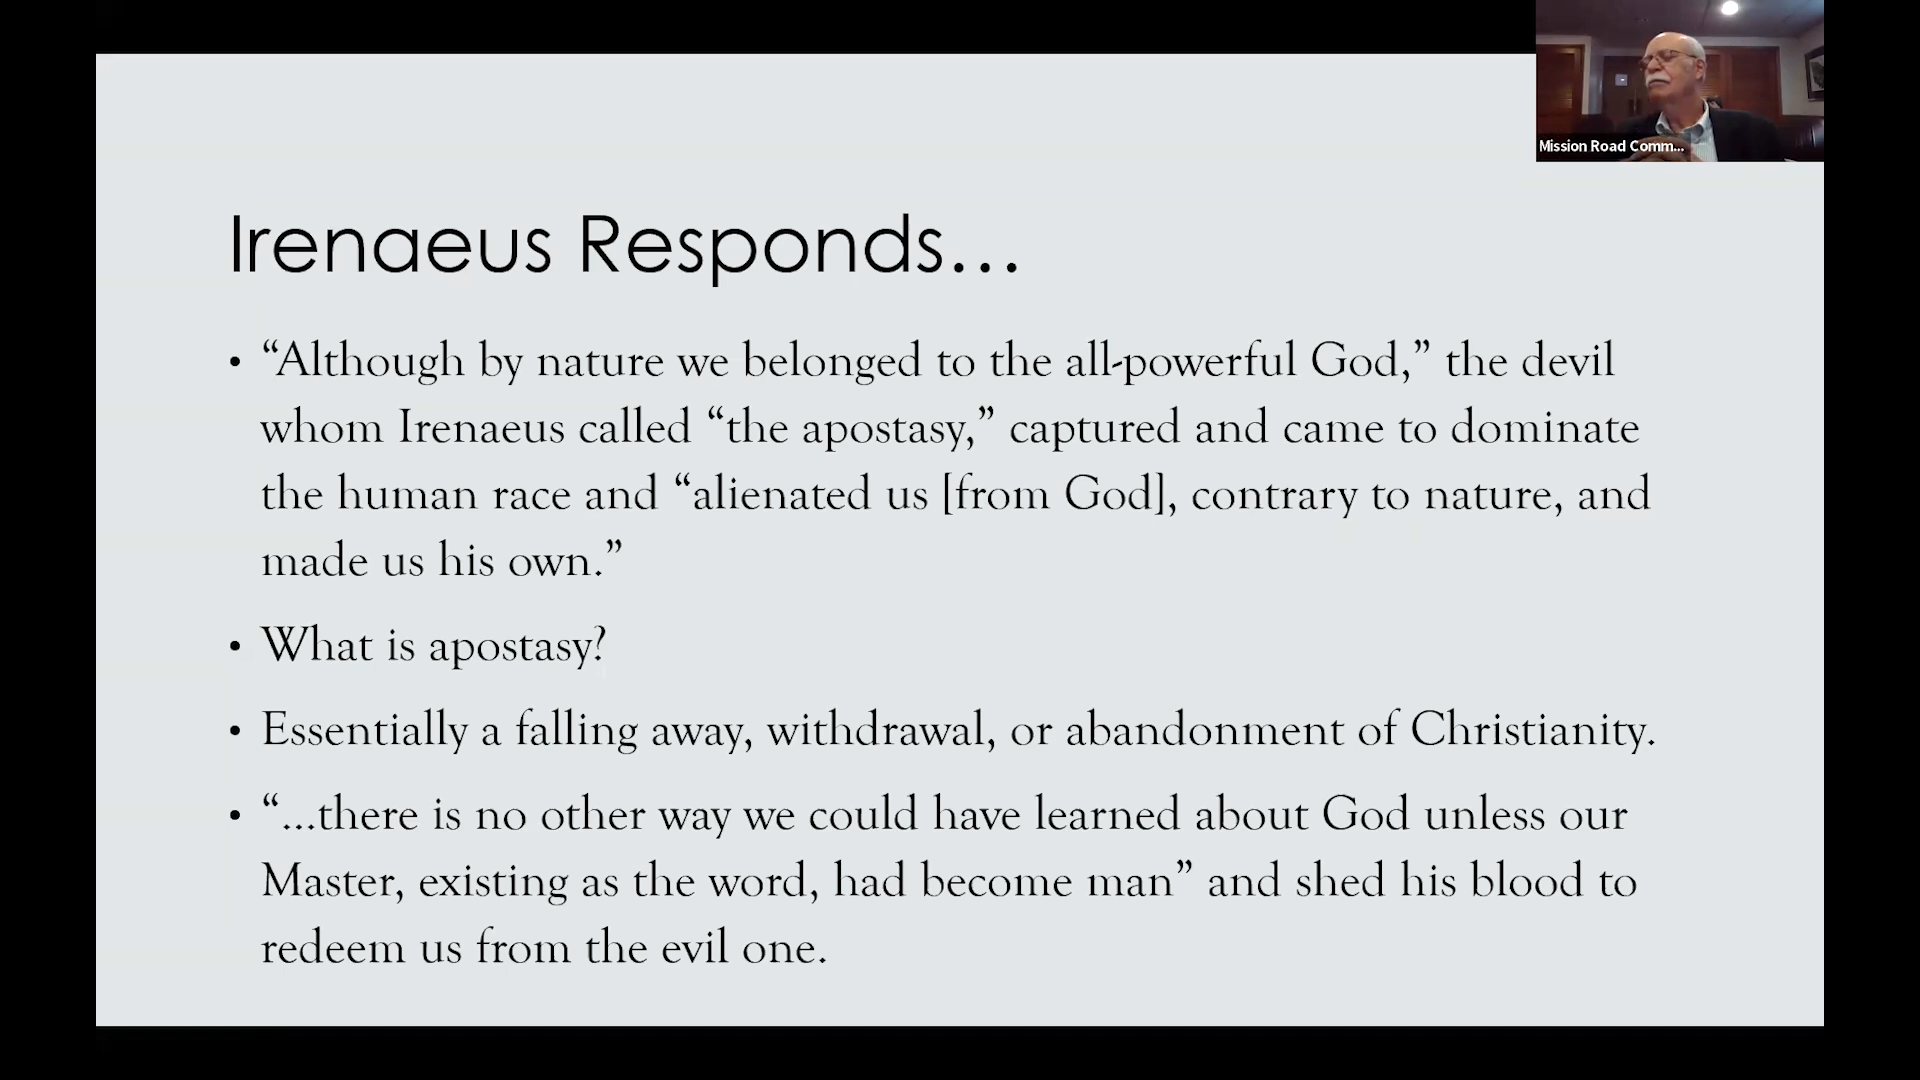 Mission Road Comm...
Irenaeus Responds...
• “Although by nature we belonged to the all-powerful God,” the devil
whom Irenaeus called “the apostasy,” captured and came to dominate
the human race and “alienated us [from God], contrary to nature, and
made us his own.”
• What is apostasy?
• Essentially a falling away, withdrawal, or abandonment of Christianity.
• “...there is no other way we could have learned about God unless our
Master, existing as the word, had become man” and shed his blood to
redeem us from the evil one.